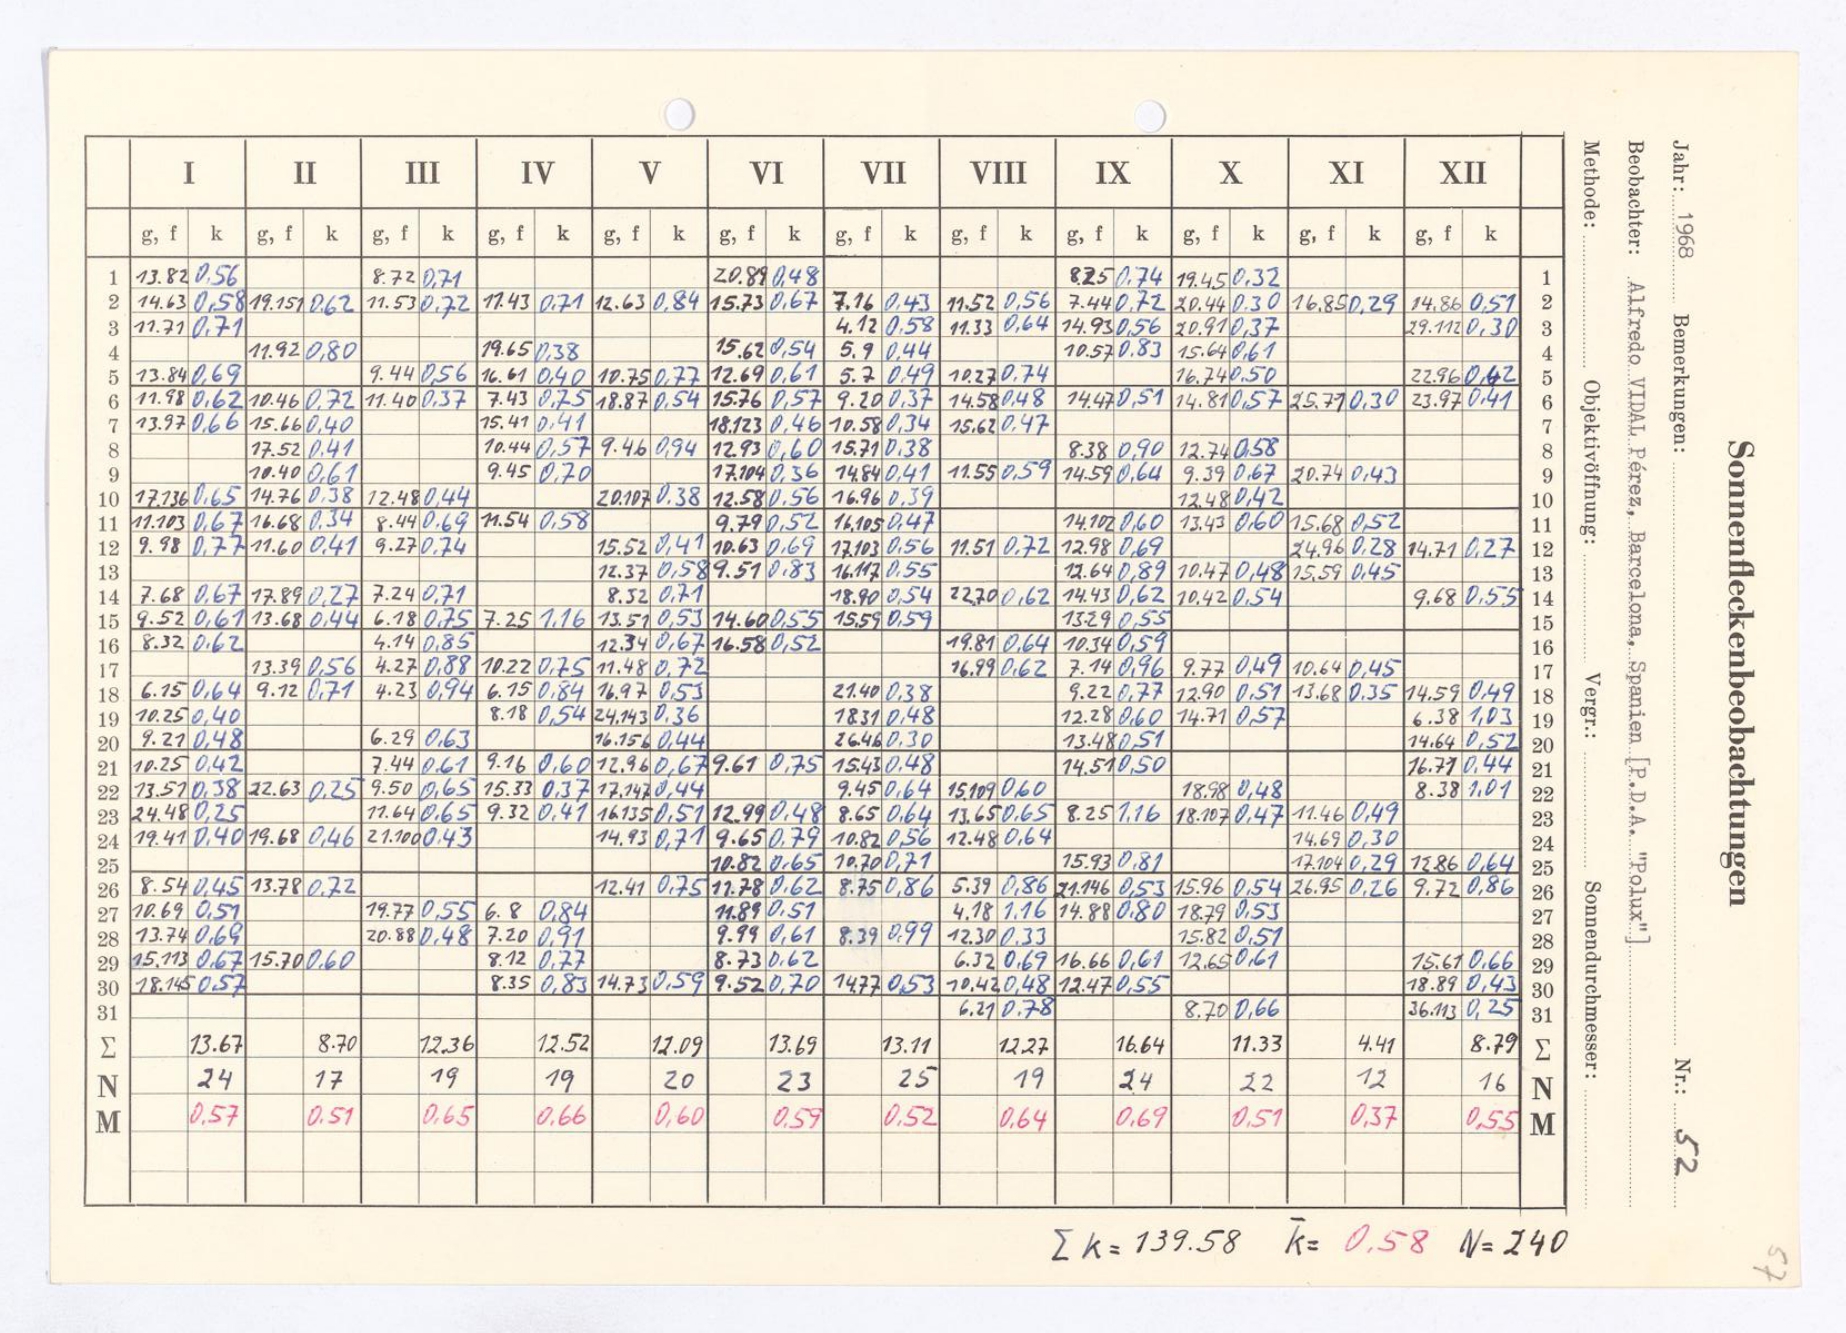 I II III IV V VI VII VIII IX X XI XII
g, f k g, f k g, f k g, f k g, f k g, f k g, f k g, f k g, f k g, f k g, f k g, f k
1 13.82 0,56 8.72 0,71 20.89 0,48 8.25 0,74 19.45 0,32 1
2 14.63 0,58 19.151 0,62 11.53 0,72 11.43 0,71 12.63 0,84 15.73 0,67 7.16 0,43 11.52 0,56 7.44 0,72 20.44 0,30 16.85 0,29 14.86 0,51 2
3 11.71 0,71 4.12 0,58 11.33 0,64 14.93 0,56 20.91 0,37 29.112 0,30 3
4 11.92 0,80 19.65 0,38 15.62 0,54 5.9 0,44 10.57 0,83 15.64 0,61 4
5 13.84 0,69 9.44 0,56 16.61 0,40 10.75 0,77 12.69 0,61 5.7 0,49 10.27 0,74 16.74 0,50 22.96 0,42 5
6 11.98 0,62 10.46 0,72 11.40 0,37 7.43 0,75 18.87 0,54 15.76 0,57 9.20 0,37 14.58 0,48 14.47 0,51 14.81 0,57 25.71 0,30 23.97 0,41 6
7 13.97 0,66 15.66 0,40 15.41 0,41 18.123 0,46 10.58 0,34 15.62 0,47 7
8 17.52 0,41 10.44 0,57 9.46 0,94 12.93 0,60 15.71 0,38 8.38 0,90 12.74 0,58 8
9 10.40 0,61 9.45 0,70 17.104 0,36 14.84 0,41 11.55 0,59 14.59 0,64 9.39 0,67 20.74 0,43 9
10 17.136 0,65 14.76 0,38 12.48 0,44 20.107 0,38 12.58 0,56 16.96 0,39 12.48 0,42 10
11 11.103 0,67 16.68 0,34 8.44 0,69 11.54 0,58 9.79 0,52 16.105 0,47 14.102 0,60 13.43 0,60 15.68 0,52 11
12 9.98 0,77 11.60 0,41 9.27 0,74 15.52 0,41 10.63 0,69 17.103 0,56 11.51 0,72 12.98 0,69 24.96 0,28 14.71 0,27 12
13 12.37 0,58 9.51 0,83 16.117 0,55 12.64 0,89 10.47 0,48 15.59 0,45 13
14 7.68 0,67 17.89 0,27 7.24 0,71 8.32 0,71 18.90 0,54 22.70 0,62 14.43 0,62 10.42 0,54 9.68 0,55 14
15 9.52 0,61 13.68 0,44 6.18 0,75 7.25 1,16 13.51 0,53 14.60 0,55 15.59 0,59 13.29 0,55 15
16 8.32 0,62 4.14 0,85 12.34 0,67 16.58 0,52 19.81 0,64 10.34 0,59 16
17 13.39 0,56 4.27 0,88 10.22 0,75 11.48 0,72 16.99 0,62 7.14 0,96 9.77 0,49 10.64 0,45 17
18 6.15 0,64 9.12 0,71 4.23 0,94 6.15 0,84 16.97 0,53 21.40 0,38 9.22 0,77 12.90 0,51 13.68 0,35 14.59 0,49 18
19 10.25 0,40 8.18 0,54 24.143 0,36 18.31 0,48 12.28 0,60 14.71 0,57 6.38 1,03 19
20 9.21 0,48 6.29 0,63 16.156 0,44 26.46 0,30 13.48 0,51 14.64 0,52 20
21 10.25 0,42 7.44 0,61 9.16 0,60 12.96 0,67 9.61 0,75 15.43 0,48 14.51 0,50 16.71 0,44 21
22 13.51 0,38 22.63 0,25 9.50 0,65 15.33 0,37 17.147 0,44 9.45 0,64 15.109 0,60 18.98 0,48 8.38 1,01 22
23 24.48 0,25 11.64 0,65 9.32 0,41 16.135 0,51 12.99 0,48 8.65 0,64 13.65 0,65 8.25 1,16 18.107 0,47 11.46 0,49 23
24 19.41 0,40 19.68 0,46 21.100 0,43 14.93 0,71 9.65 0,79 10.82 0,56 12.48 0,64 14.69 0,30 24
25 10.82 0,65 10.70 0,71 15.93 0,81 17.104 0,29 12.86 0,64 25
26 8.54 0,45 13.78 0,72 12.41 0,75 11.78 0,62 8.75 0,86 5.39 0,86 21.146 0,53 15.96 0,54 26.95 0,26 9.72 0,86 26
27 10.69 0,51 19.77 0,55 6.8 0,84 11.89 0,51 4.18 1,16 14.88 0,80 18.79 0,53 27
28 13.74 0,69 20.88 0,48 7.20 0,91 9.99 0,61 8.39 0,99 12.30 0,33 15.82 0,51 28
29 15.113 0,67 15.70 0,60 8.12 0,77 8.73 0,62 6.32 0,69 16.66 0,61 12.65 0,61 15.61 0,66 29
30 18.145 0,57 8.35 0,83 14.73 0,59 9.52 0,70 14.77 0,53 10.42 0,48 12.47 0,55 18.89 0,43 30
31 6.21 0,78 8.70 0,66 36.113 0,25 31
Σ 13.67 8.70 12.36 12.52 12.09 13.69 13.11 12.27 16.64 11.33 4.41 8.79 Σ
N 24 17 19 19 20 23 25 19 24 22 12 16 N
M 0,57 0,51 0,65 0,66 0,60 0,59 0,52 0,64 0,69 0,51 0,37 0,55 M
Σ k = 139.58 k̄ = 0,58 N = 240
Sonnenfleckenbeobachtungen
Jahr: 1968 Bemerkungen: Nr.: 52
Beobachter: Alfredo VIDAL Pérez, Barcelona, Spanien [P.D.A. "Polux"]
Methode: Objektivöffnung: Vergr.: Sonnendurchmesser:
57